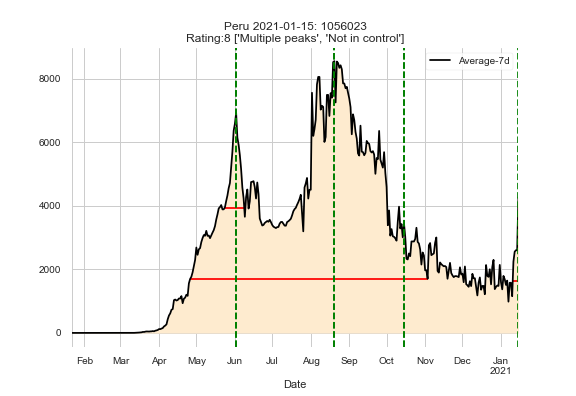 Peru 2021-01-15: 1056023
Rating:8 ['Multiple peaks', 'Not in control']
Average-7d
8000
6000
4000
2000
0
Feb Mar Apr May Jun Jul Aug Sep Oct Nov Dec Jan
2021
Date